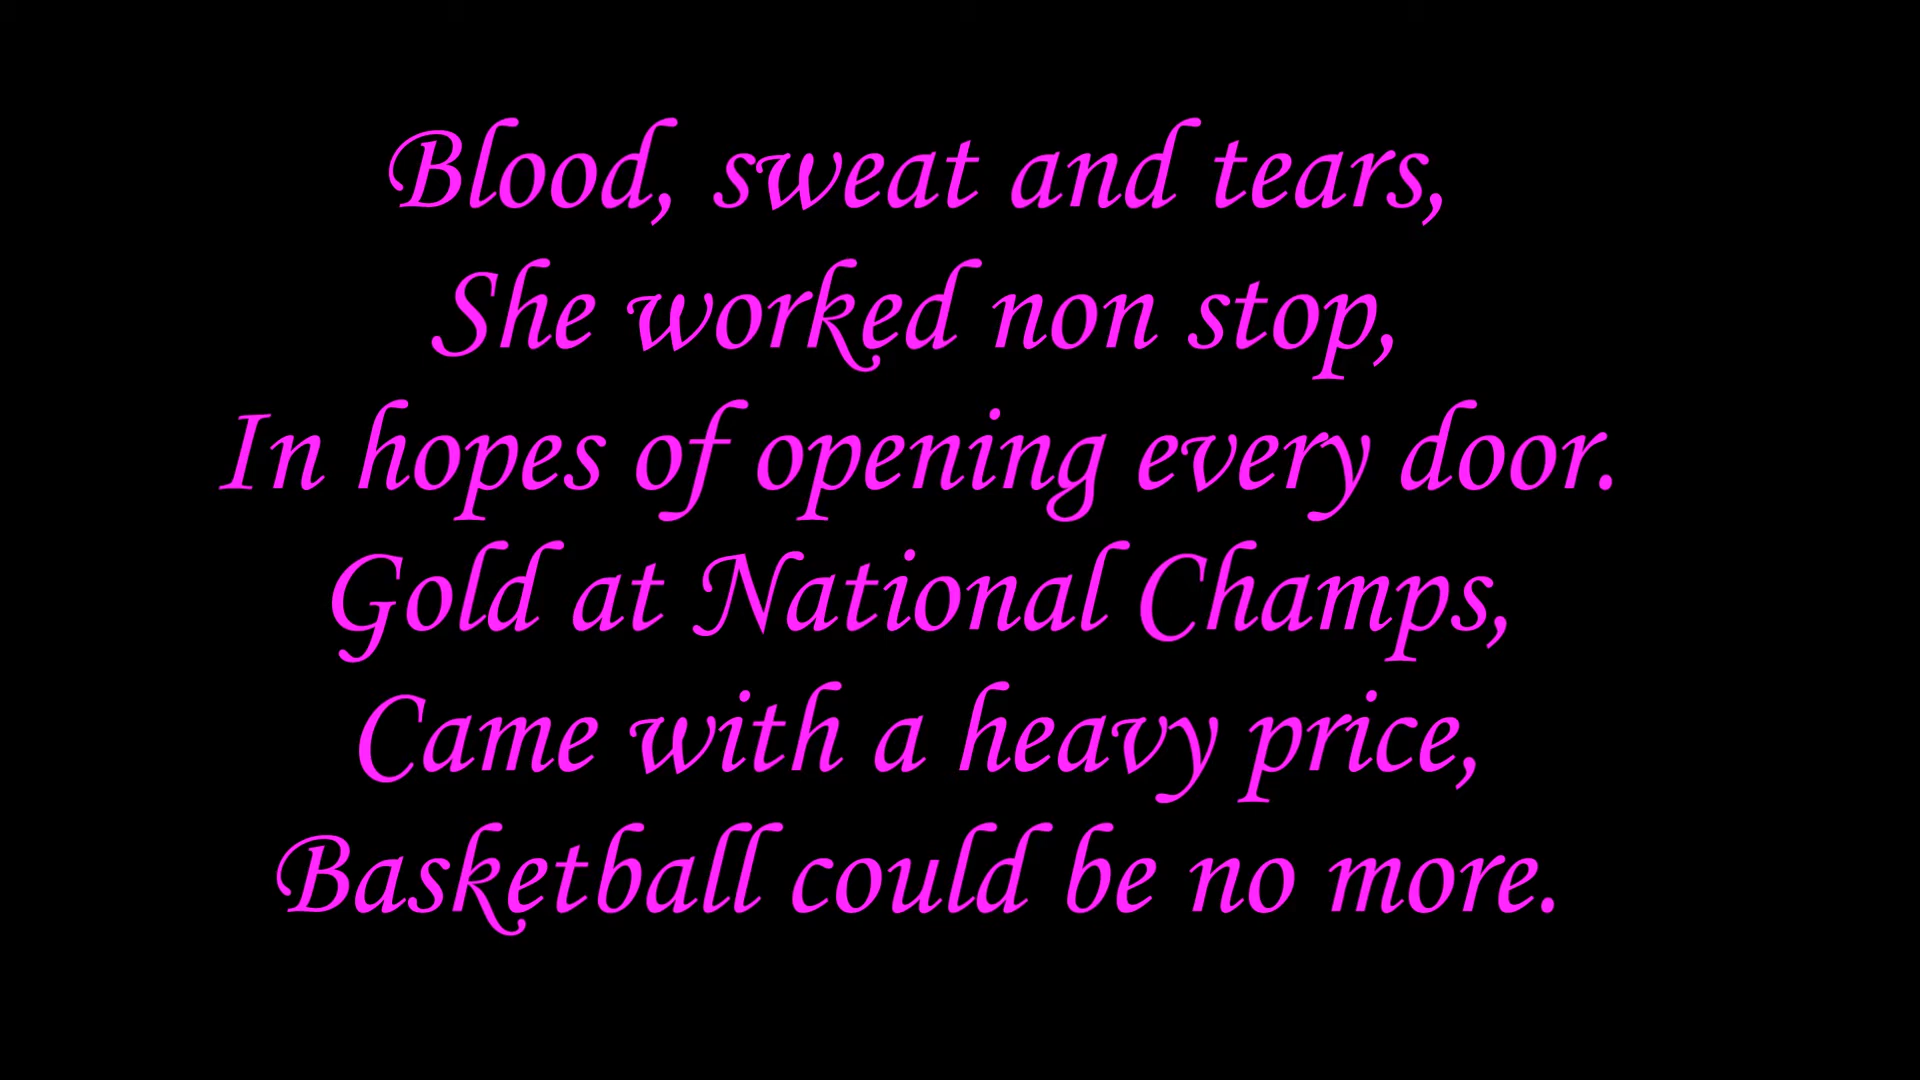 Blood, sweat and tears,
She worked non stop,
In hopes of opening every door.
Gold at National Champs,
Came with a heavy price,
Basketball could be no more.